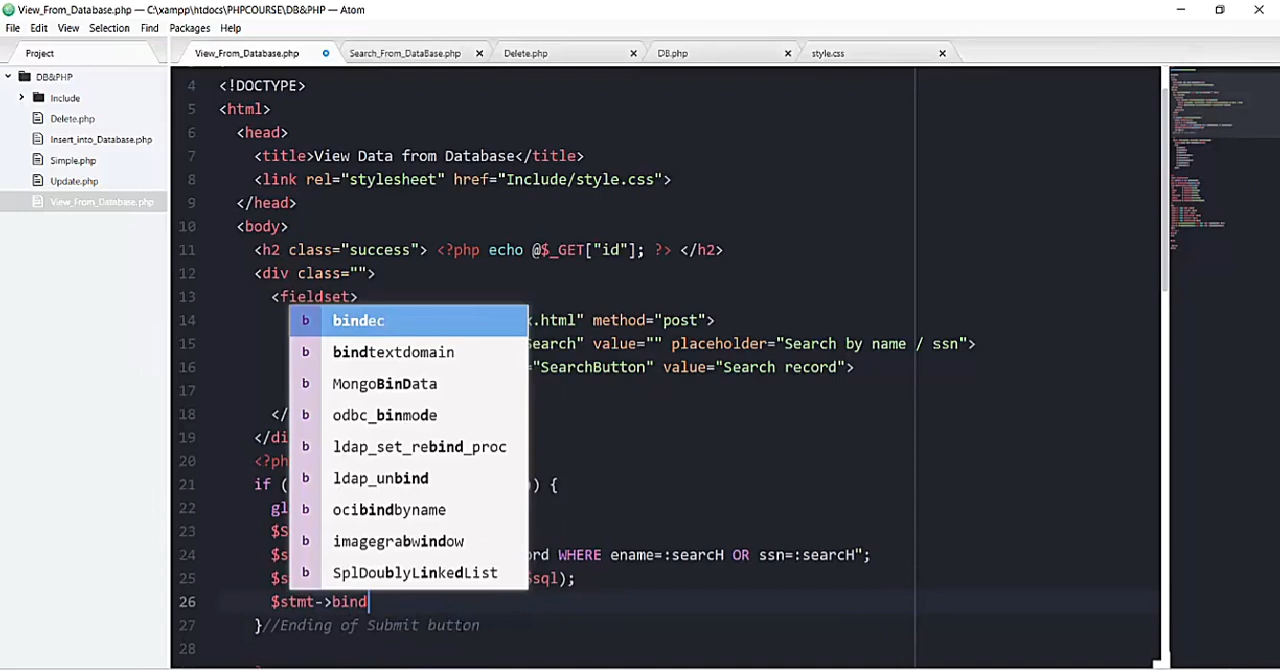 View_From_Database.php — C:\xampp\htdocs\PHPCOURSE\DB&PHP — Atom
File Edit View Selection Find Packages Help
Project View_From_Database.php Search_From_DataBase.php Delete.php DB.php style.css
DB&PHP
Include
Delete.php
Insert_into_Database.php
Simple.php
Update.php
View_From_Database.php
4 <!DOCTYPE>
5 <html>
6 <head>
7 <title>View Data from Database</title>
8 <link rel="stylesheet" href="Include/style.css">
9 </head>
10 <body>
11 <h2 class="success"> <?php echo @$_GET["id"]; ?> </h2>
12 <div class="">
13 <fieldset>
14 .html" method="post">
15 Search" value="" placeholder="Search by name / ssn">
16 ="SearchButton" value="Search record">
17
18 </
19 </di
20 <?ph
21 if ( ) {
22 gl
23 $S
24 $s rd WHERE ename=:searcH OR ssn=:searcH";
25 $s sql);
26 $stmt->bind
27 }//Ending of Submit button
28
b bindec
b bindtextdomain
b MongoBinData
b odbc_binmode
b ldap_set_rebind_proc
b ldap_unbind
b ocibindbyname
b imagegrabwindow
b SplDoublyLinkedList